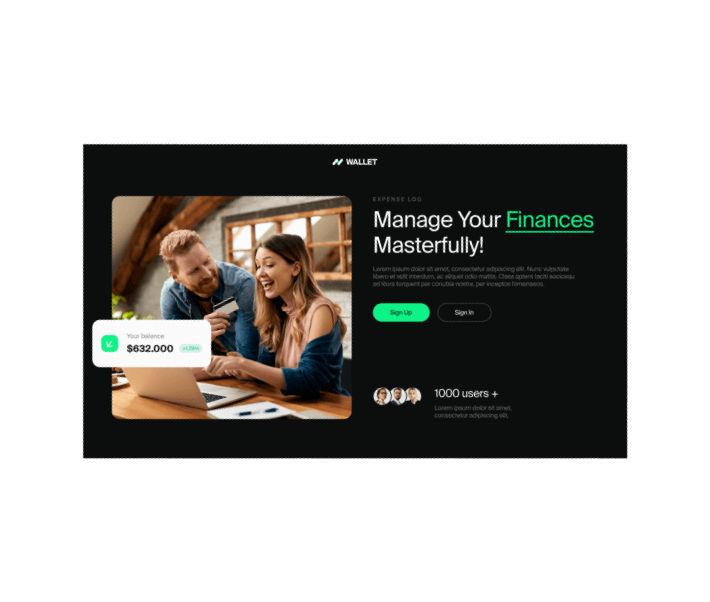 WALLET
EXPENSE LOG
Manage Your Finances
Masterfully!
Lorem ipsum dolor sit amet, consectetur adipiscing elit. Nunc vulputate
libero et velit interdum, ac aliquet odio mattis. Class aptent taciti sociosqu
ad litora torquent per conubia nostra, per inceptos himenaeos.
Sign Up
Sign In
Your balance
$632.000
1000 users +
Lorem ipsum dolor sit amet,
consectetur adipiscing elit.